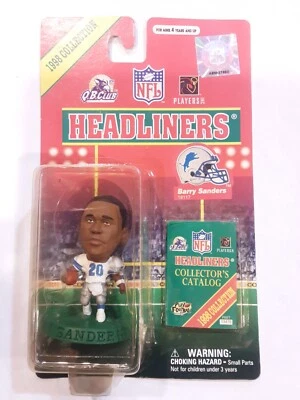 1998 COLLECTION
FOR AGES 4 YEARS AND UP
Q.B.CLUB
NFL
PLAYERS INC
HEADLINERS®
Barry Sanders
20
SANDERS
NFL
PLAYERS
HEADLINERS
COLLECTOR'S
CATALOG
1998 COLLECTION
WARNING:
CHOKING HAZARD • Small Parts
Not for children under 3 years.